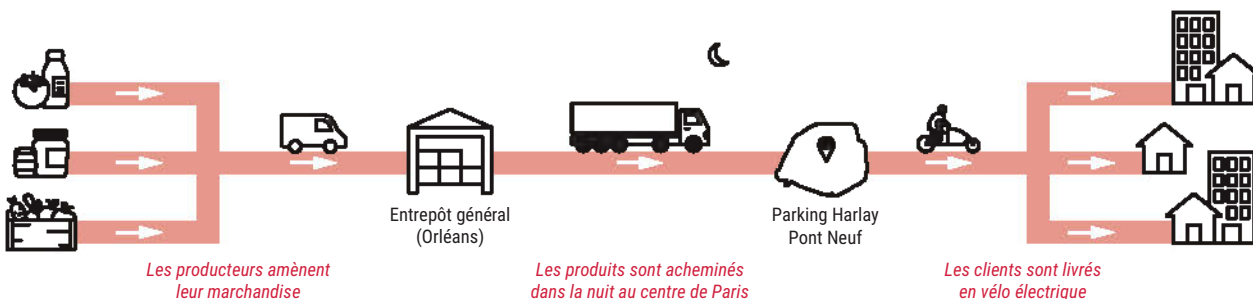 Entrepôt général
(Orléans)
Parking Harlay
Pont Neuf
Les producteurs amènent
leur marchandise
Les produits sont acheminés
dans la nuit au centre de Paris
Les clients sont livrés
en vélo électrique